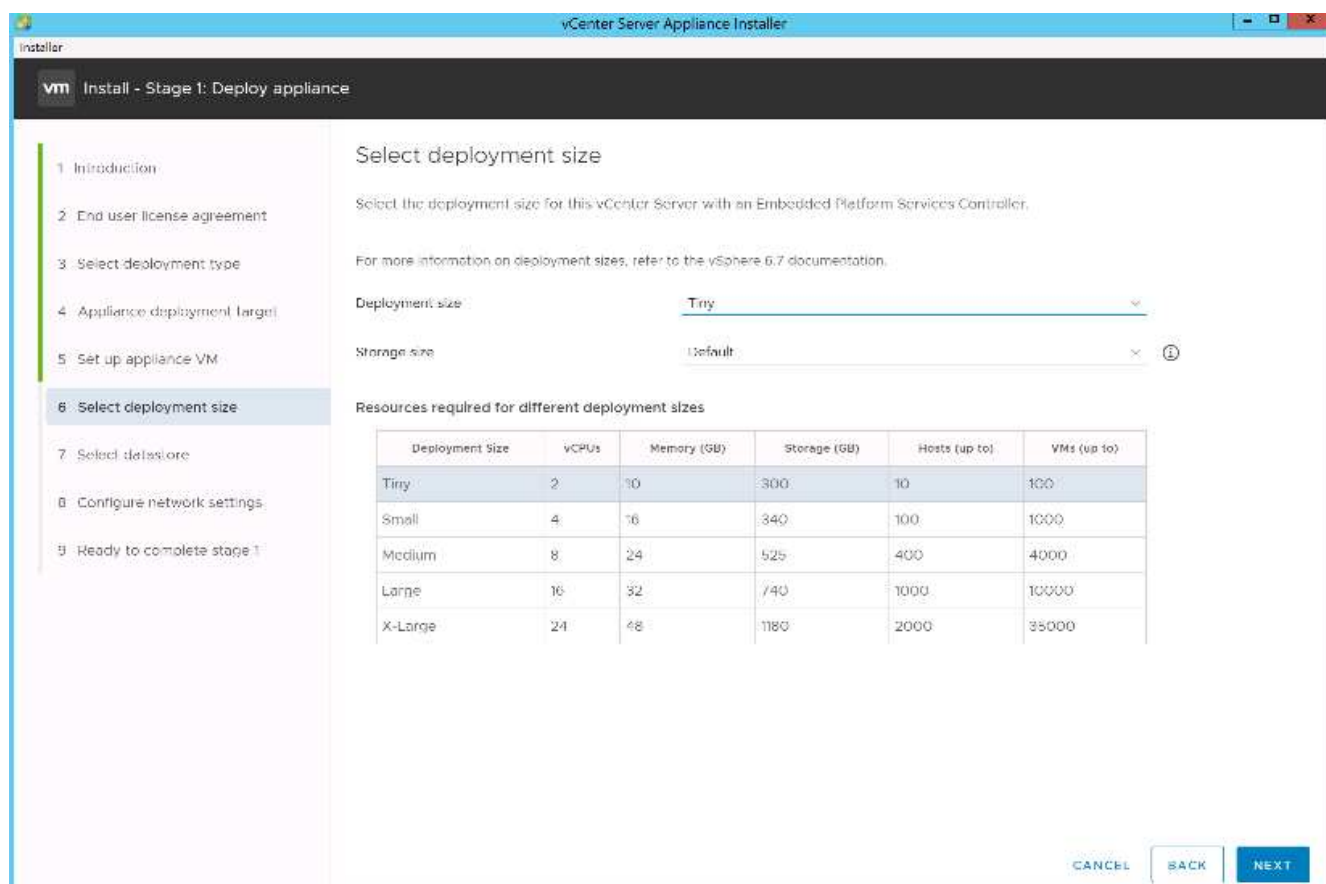 vCenter Server Appliance Installer
Installer
vm Install - Stage 1: Deploy appliance
1 Introduction
2 End user license agreement
3 Select deployment type
4 Appliance deployment target
5 Set up appliance VM
6 Select deployment size
7 Select datastore
8 Configure network settings
9 Ready to complete stage 1
Select deployment size
Select the deployment size for this vCenter Server with an Embedded Platform Services Controller.
For more information on deployment sizes, refer to the vSphere 6.7 documentation.
Deployment size Tiny
Storage size Default
Resources required for different deployment sizes
Deployment Size vCPUs Memory (GB) Storage (GB) Hosts (up to) VMs (up to)
Tiny 2 10 300 10 100
Small 4 16 340 100 1000
Medium 8 24 525 400 4000
Large 16 32 740 1000 10000
X-Large 24 48 1180 2000 35000
CANCEL BACK NEXT